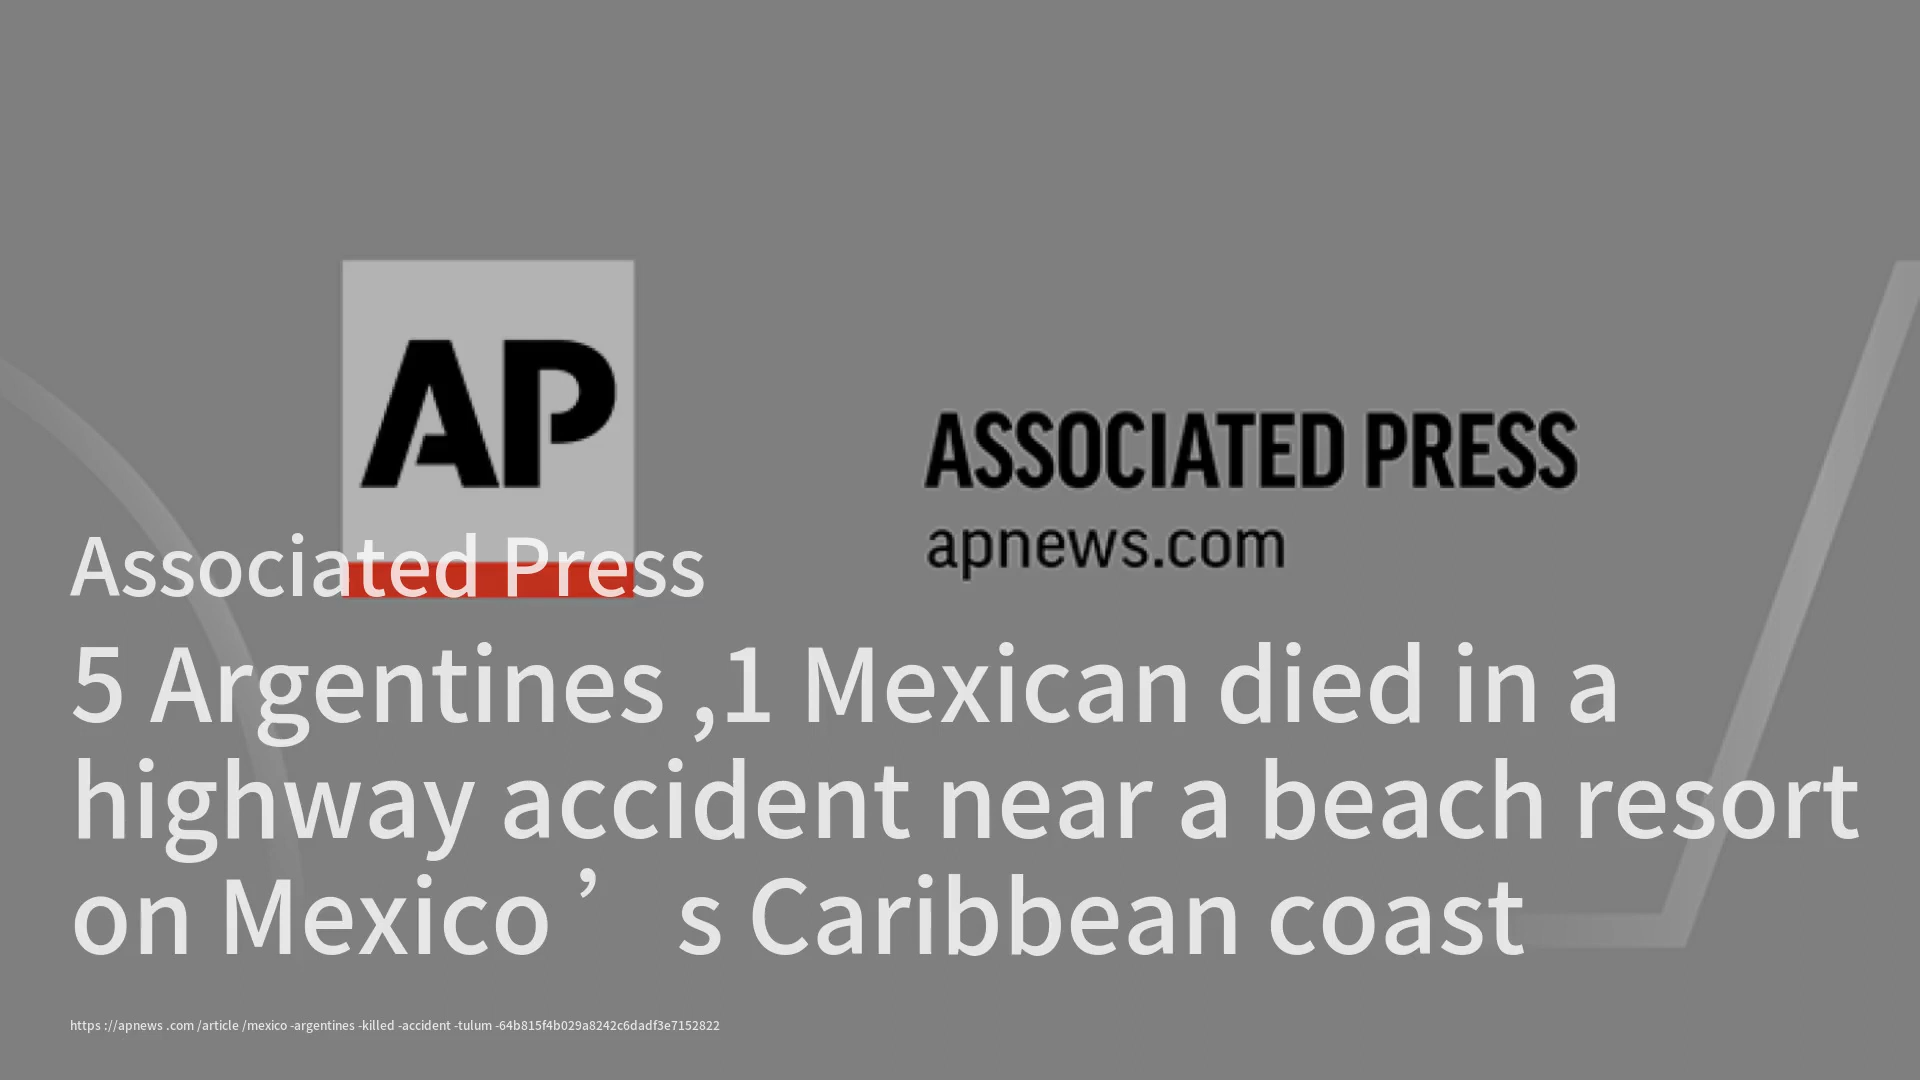 AP
ASSOCIATED PRESS
apnews.com
Associated Press
5 Argentines ,1 Mexican died in a
highway accident near a beach resort
on Mexico’s Caribbean coast
https ://apnews .com /article /mexico -argentines -killed -accident -tulum -64b815f4b029a8242c6dadf3e7152822